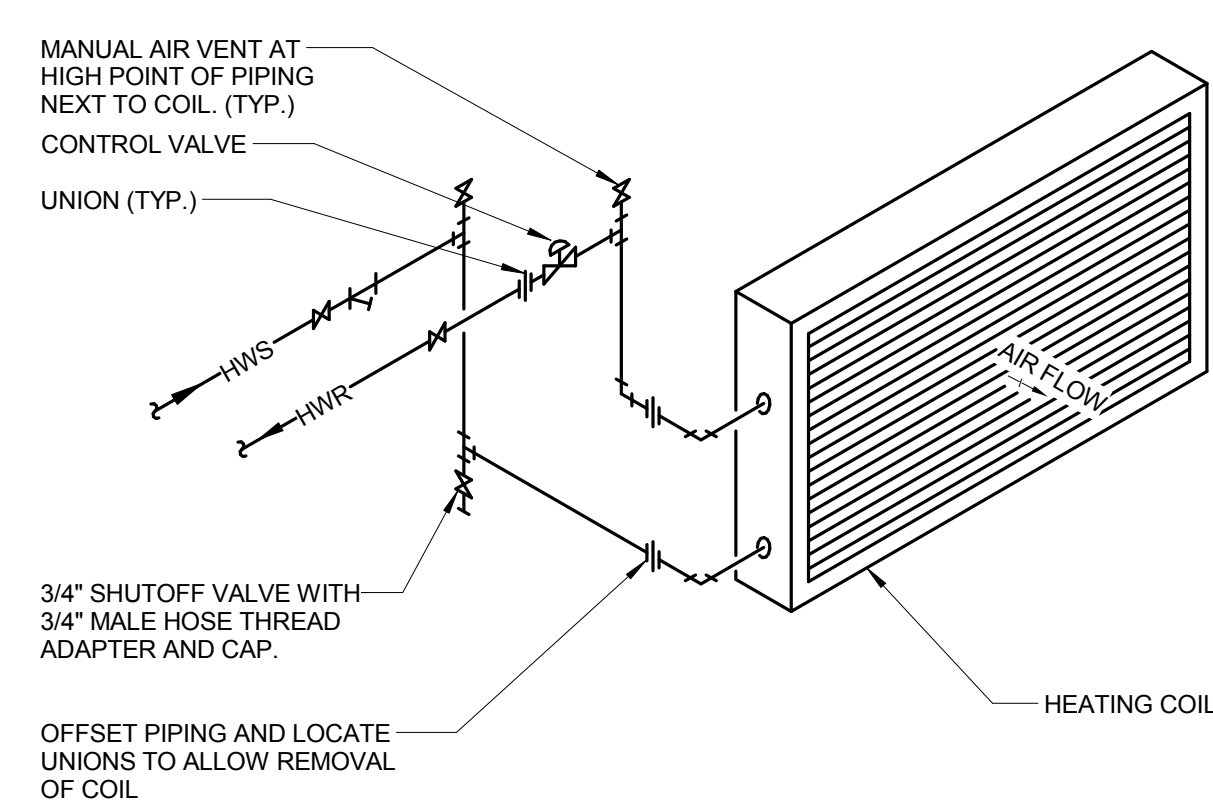 MANUAL AIR VENT AT
HIGH POINT OF PIPING
NEXT TO COIL. (TYP.)
CONTROL VALVE
UNION (TYP.)
HWS
HWR
AIR FLOW
3/4" SHUTOFF VALVE WITH
3/4" MALE HOSE THREAD
ADAPTER AND CAP.
HEATING COIL
OFFSET PIPING AND LOCATE
UNIONS TO ALLOW REMOVAL
OF COIL